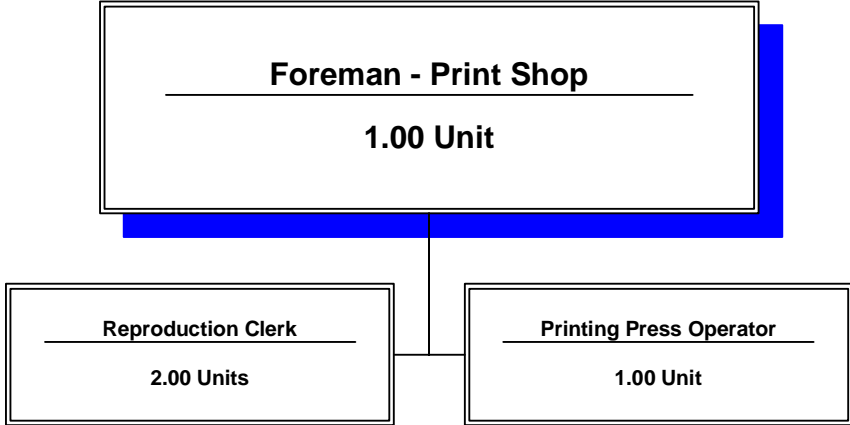 Foreman - Print Shop
1.00 Unit
Reproduction Clerk
2.00 Units
Printing Press Operator
1.00 Unit